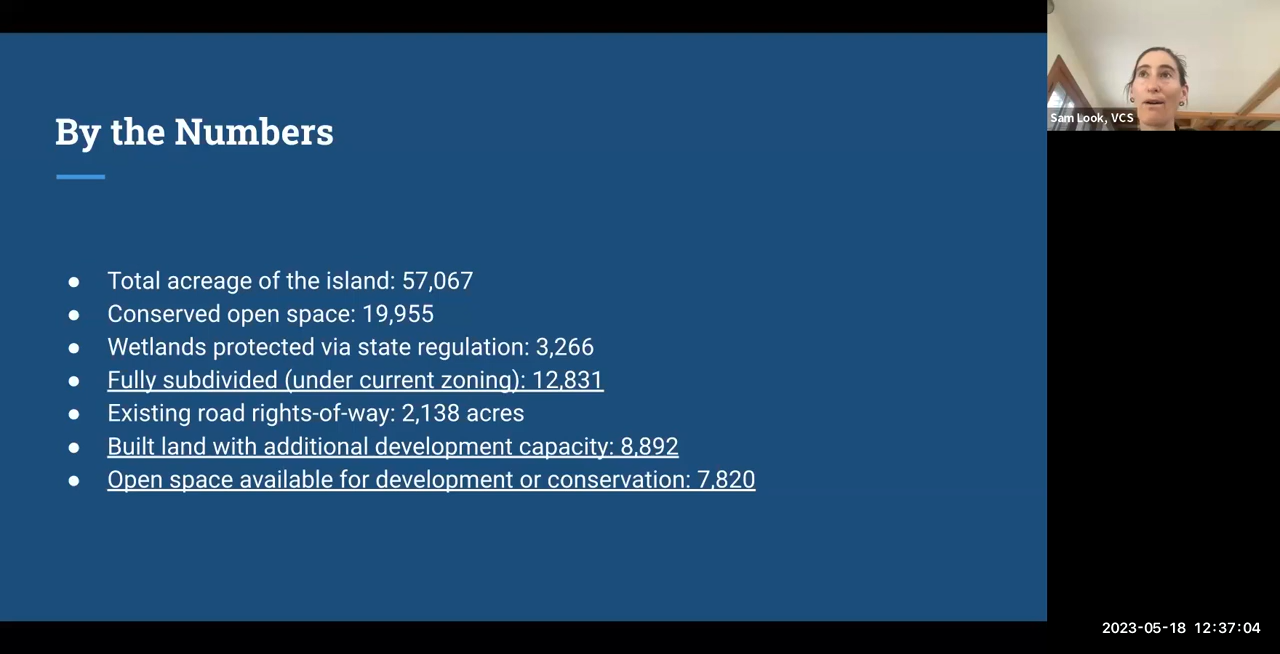 By the Numbers
Total acreage of the island: 57,067
Conserved open space: 19,955
Wetlands protected via state regulation: 3,266
Fully subdivided (under current zoning): 12,831
Existing road rights-of-way: 2,138 acres
Built land with additional development capacity: 8,892
Open space available for development or conservation: 7,820
Sam Look, VCS
2023-05-18 12:37:04